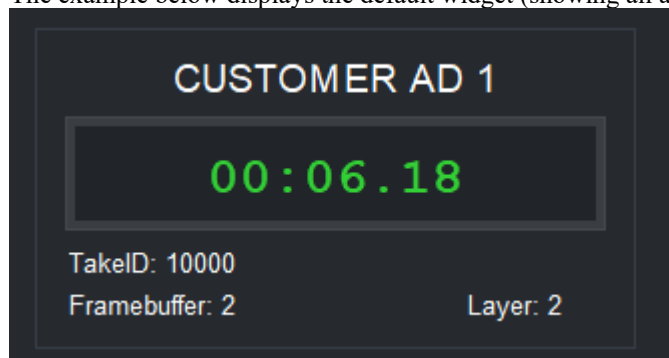 The example below displays the default widget (showing an a
CUSTOMER AD 1
00:06.18
TakeID: 10000
Framebuffer: 2 Layer: 2